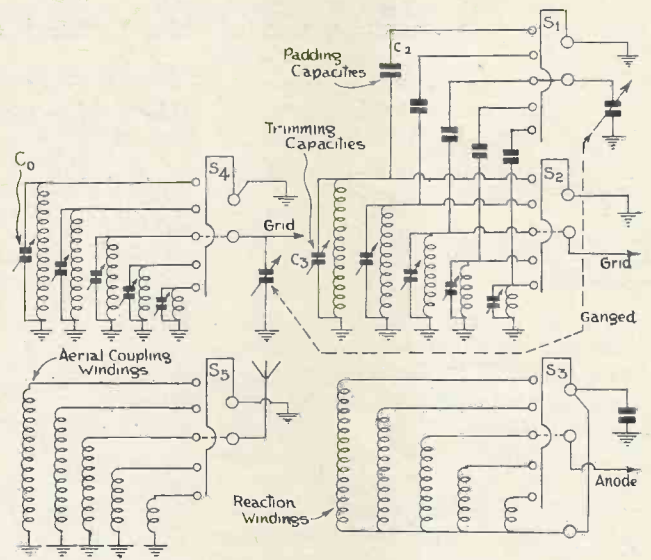 S1
C2
Padding
Capacities
Trimming
Capacities
C0
S4
S2
Grid
C3
Grid
Ganged
Aerial Coupling
Windings
S5
S3
Reaction
Windings
Anode